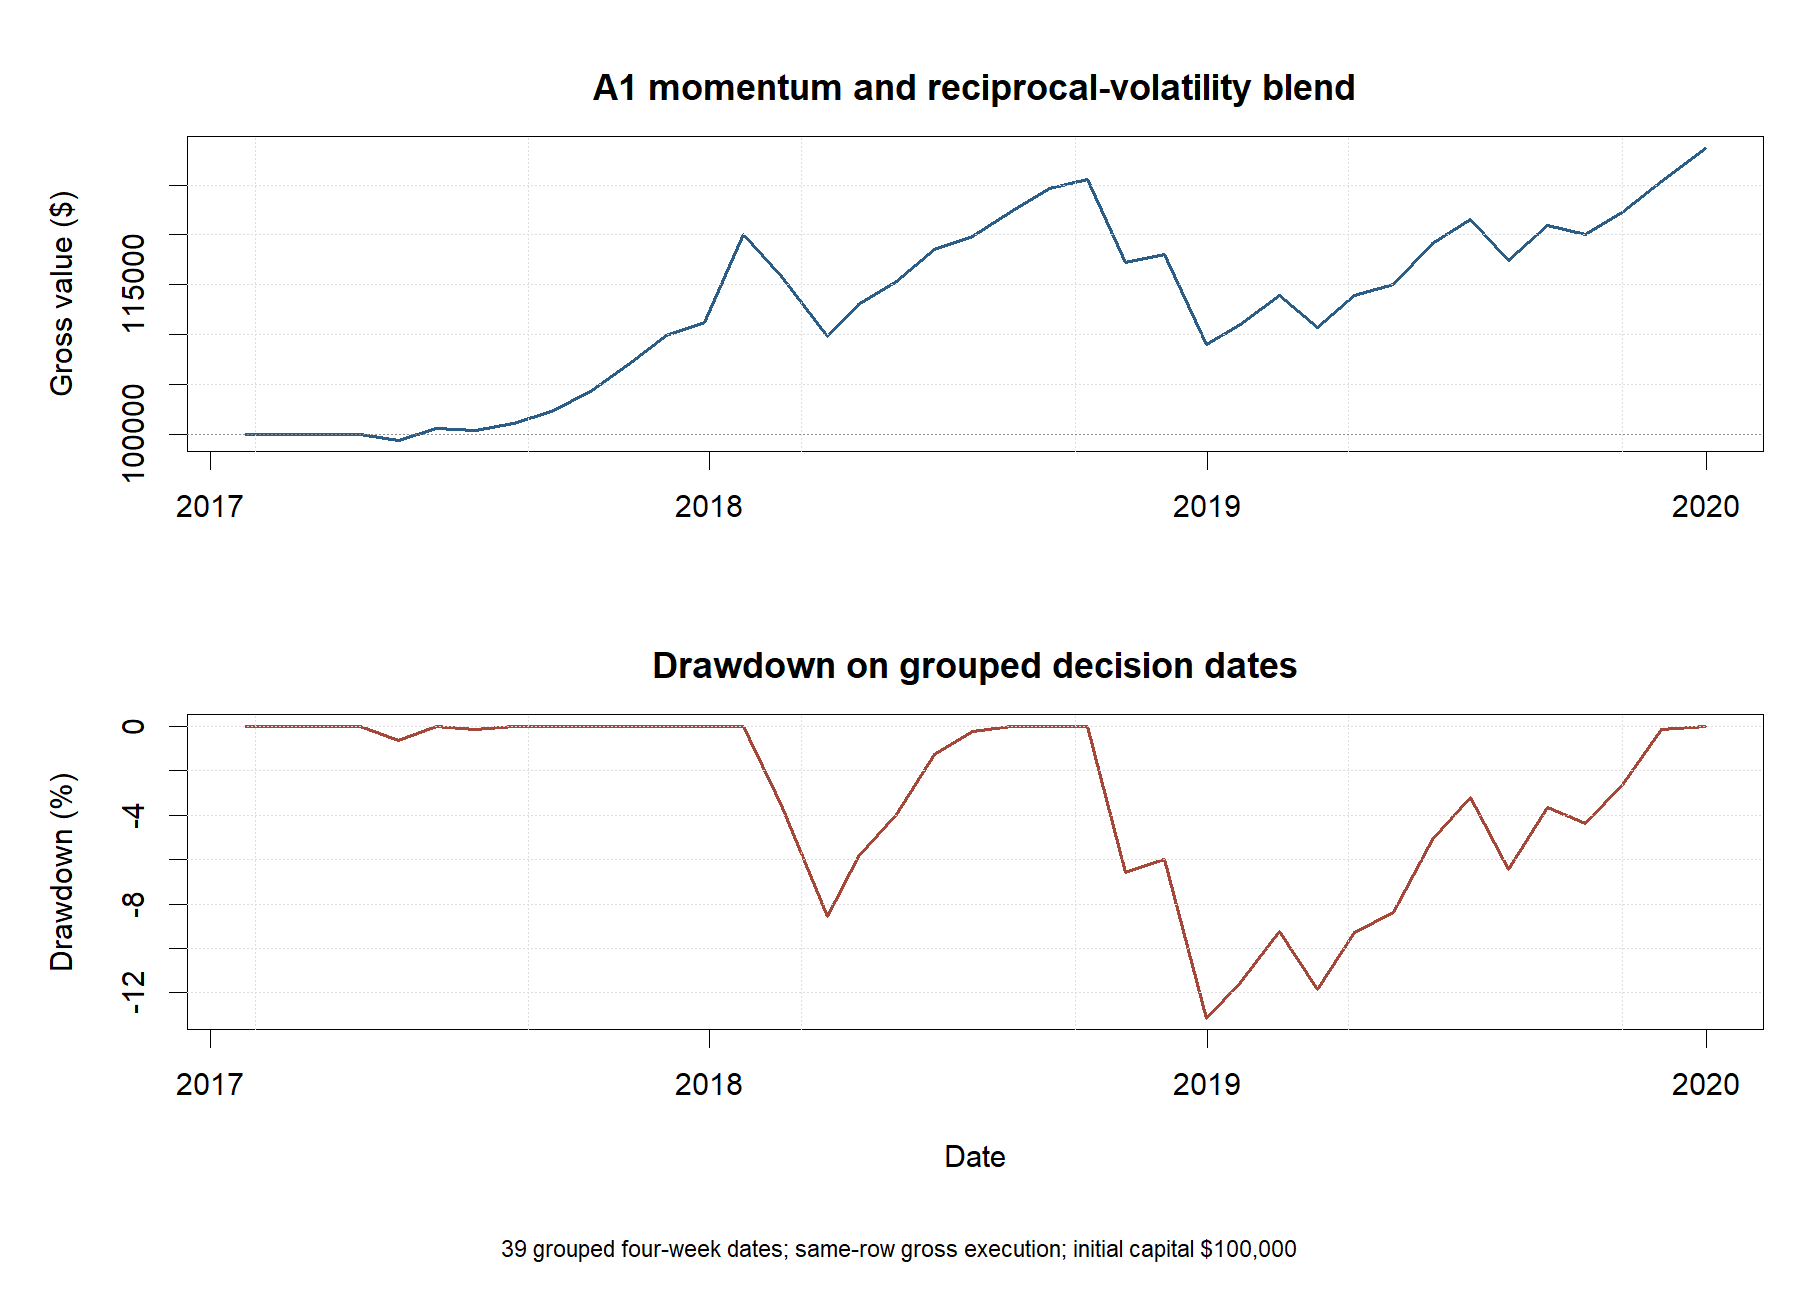 A1 momentum and reciprocal-volatility blend
Gross value ($)
115000
100000
2017 2018 2019 2020
Drawdown on grouped decision dates
Drawdown (%)
0
-4
-8
-12
2017 2018 2019 2020
Date
39 grouped four-week dates; same-row gross execution; initial capital $100,000